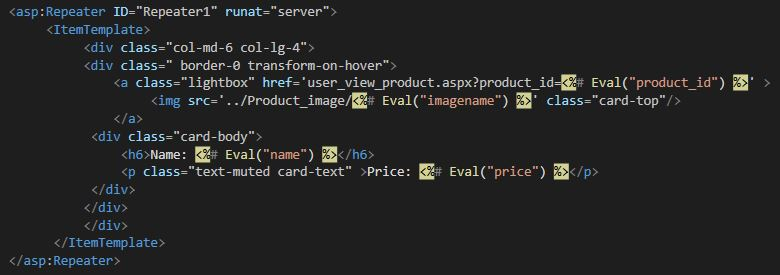 <asp:Repeater ID="Repeater1" runat="server">
<ItemTemplate>
<div class="col-md-6 col-lg-4">
<div class=" border-0 transform-on-hover">
<a class="lightbox" href='user_view_product.aspx?product_id=<%# Eval("product_id") %>' >
<img src='../Product_image/<%# Eval("imagename") %>' class="card-top"/>
</a>
<div class="card-body">
<h6>Name: <%# Eval("name") %></h6>
<p class="text-muted card-text" >Price: <%# Eval("price") %></p>
</div>
</div>
</div>
</ItemTemplate>
</asp:Repeater>